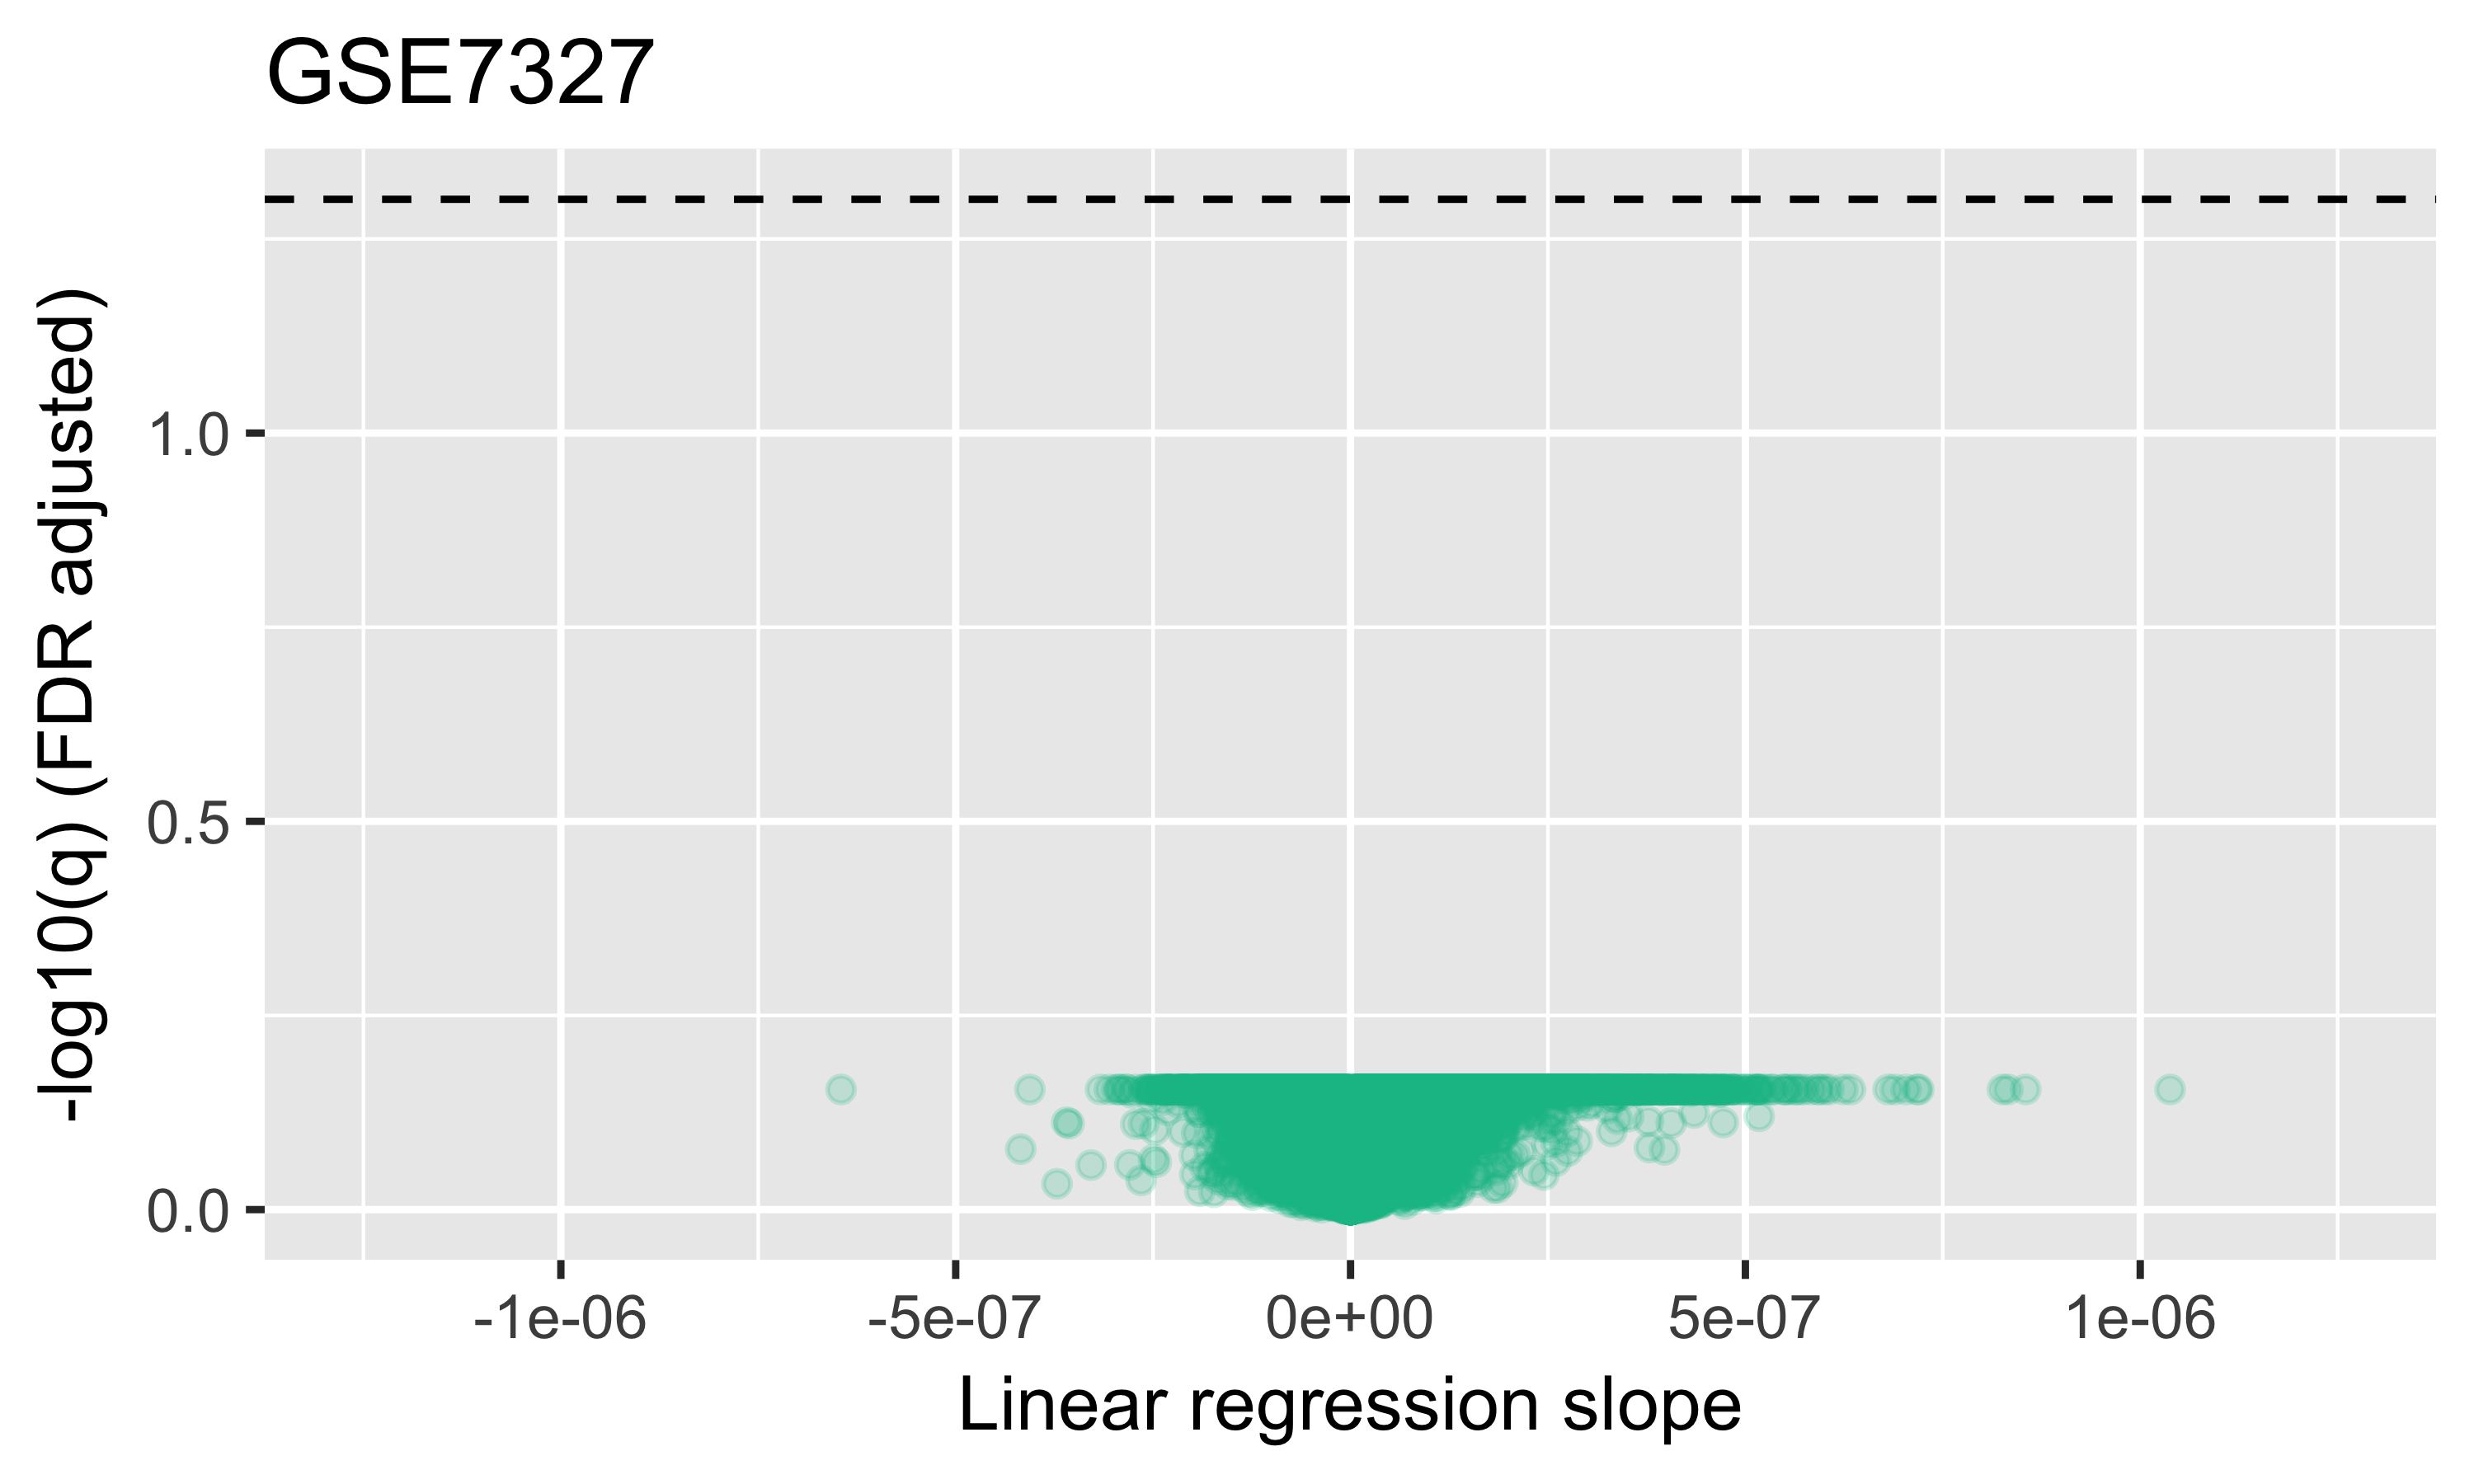 GSE7327
-log10(q) (FDR adjusted)
1.0
0.5
0.0
-1e-06
-5e-07
0e+00
5e-07
1e-06
Linear regression slope